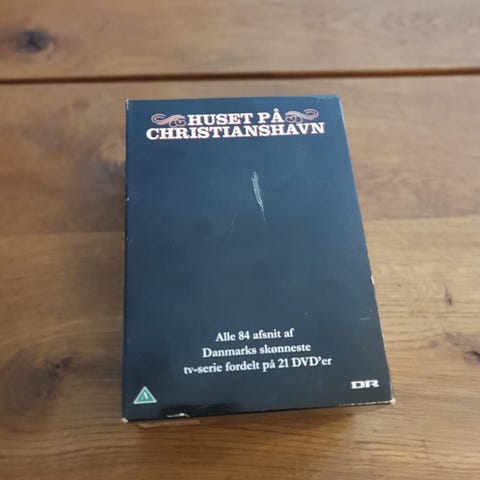 HUSET PÅ
CHRISTIANSHAVN
Alle 84 afsnit af
Danmarks skønneste
tv-serie fordelt på 21 DVD'er
A
DR